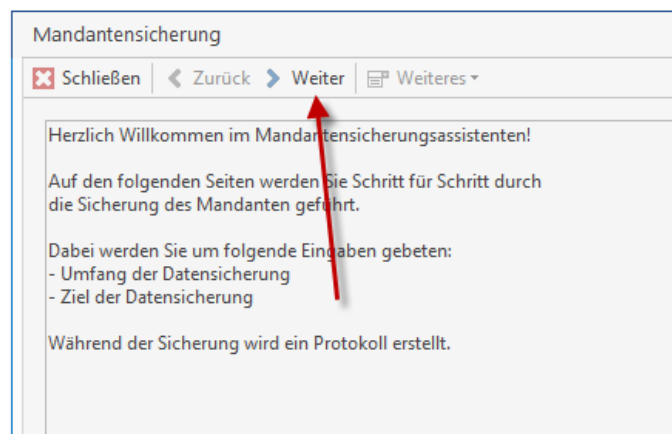 Mandantensicherung
Schließen Zurück Weiter Weiteres
Herzlich Willkommen im Mandantensicherungsassistenten!
Auf den folgenden Seiten werden Sie Schritt für Schritt durch
die Sicherung des Mandanten geführt.
Dabei werden Sie um folgende Eingaben gebeten:
- Umfang der Datensicherung
- Ziel der Datensicherung
Während der Sicherung wird ein Protokoll erstellt.